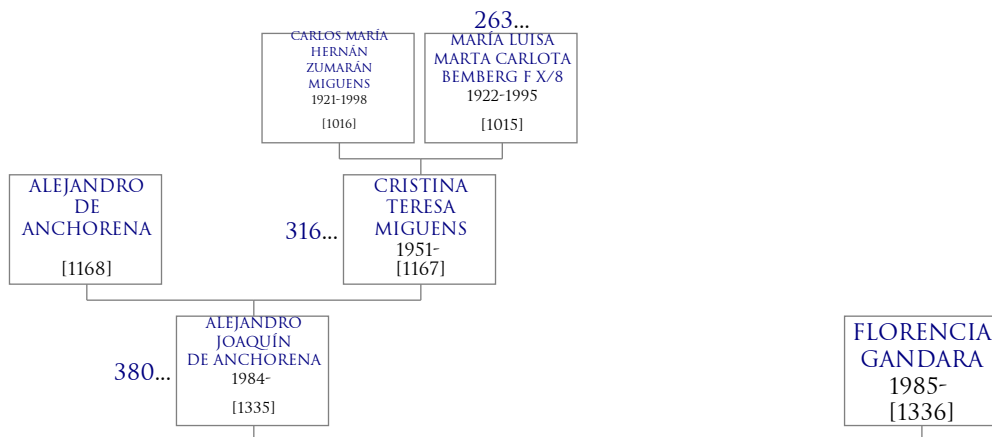 263...
CARLOS MARÍA
HERNÁN
ZUMARÁN
MIGUENS
1921-1998
[1016]
MARÍA LUISA
MARTA CARLOTA
BEMBERG F X/8
1922-1995
[1015]
ALEJANDRO
DE
ANCHORENA
[1168]
316...
CRISTINA
TERESA
MIGUENS
1951-
[1167]
380...
ALEJANDRO
JOAQUÍN
DE ANCHORENA
1984-
[1335]
FLORENCIA
GANDARA
1985-
[1336]